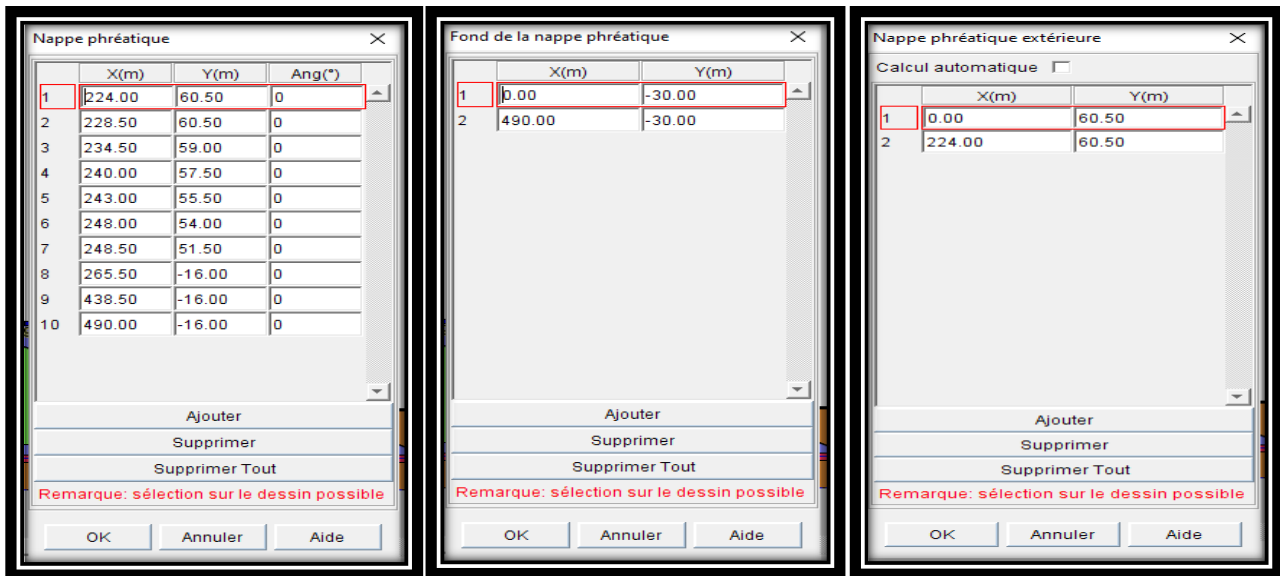 Nappe phréatique
X(m) Y(m) Ang(°)
1 224.00 60.50 0
2 228.50 60.50 0
3 234.50 59.00 0
4 240.00 57.50 0
5 243.00 55.50 0
6 248.00 54.00 0
7 248.50 51.50 0
8 265.50 -16.00 0
9 438.50 -16.00 0
10 490.00 -16.00 0
Ajouter
Supprimer
Supprimer Tout
Remarque: sélection sur le dessin possible
OK Annuler Aide
Fond de la nappe phréatique
X(m) Y(m)
1 0.00 -30.00
2 490.00 -30.00
Ajouter
Supprimer
Supprimer Tout
Remarque: sélection sur le dessin possible
OK Annuler Aide
Nappe phréatique extérieure
Calcul automatique
X(m) Y(m)
1 0.00 60.50
2 224.00 60.50
Ajouter
Supprimer
Supprimer Tout
Remarque: sélection sur le dessin possible
OK Annuler Aide